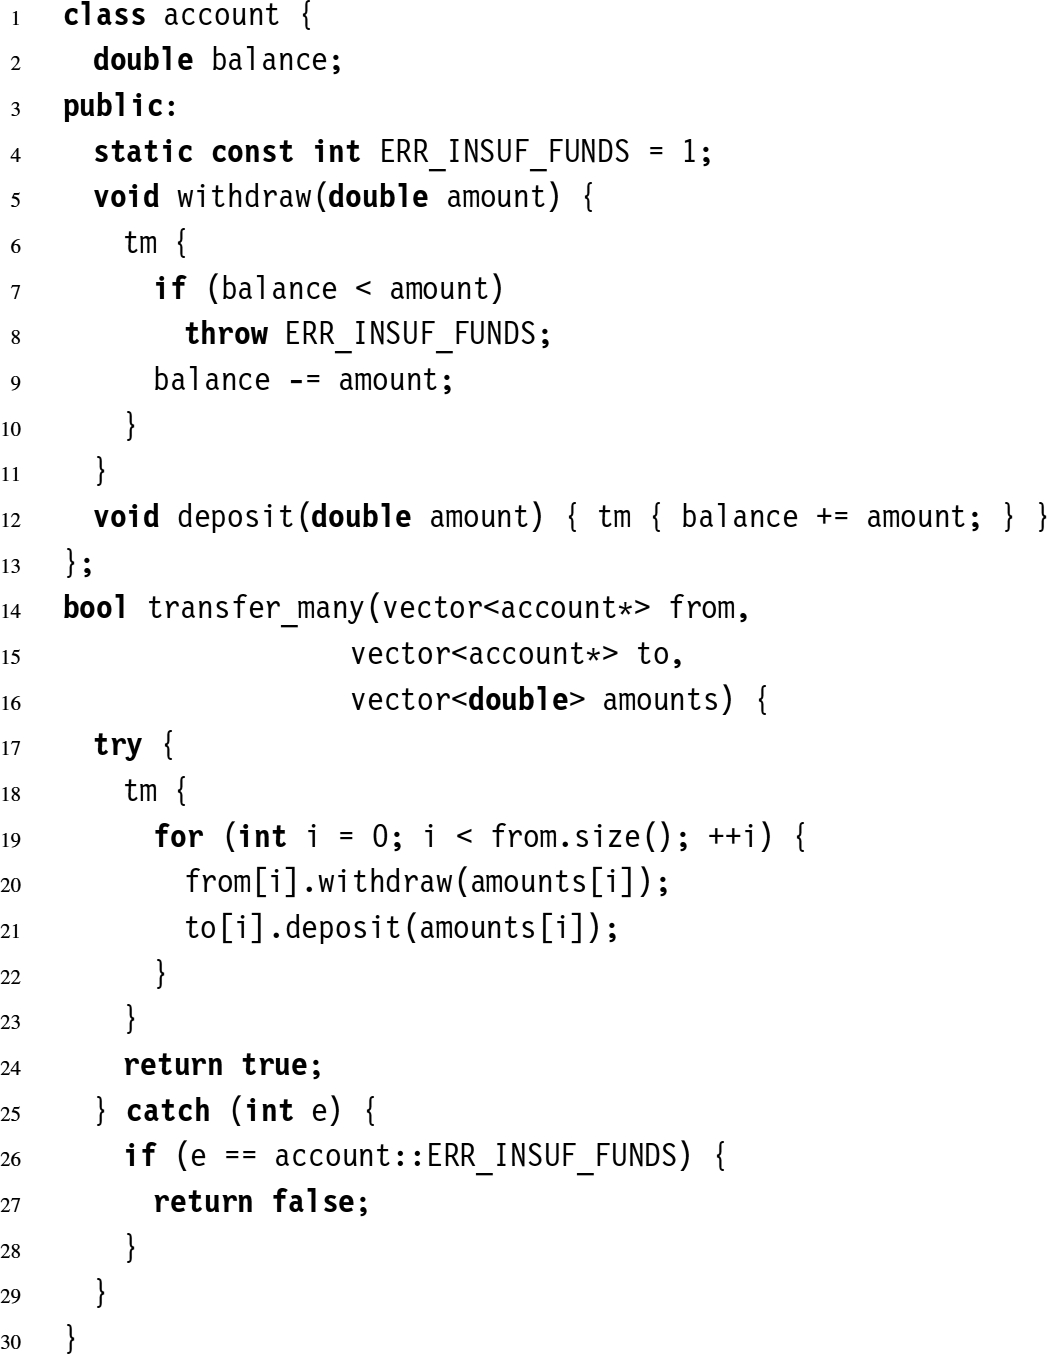 1 class account {
2 double balance;
3 public:
4 static const int ERR_INSUF_FUNDS = 1;
5 void withdraw(double amount) {
6 tm {
7 if (balance < amount)
8 throw ERR_INSUF_FUNDS;
9 balance -= amount;
10 }
11 }
12 void deposit(double amount) { tm { balance += amount; } }
13 };
14 bool transfer_many(vector<account*> from,
15 vector<account*> to,
16 vector<double> amounts) {
17 try {
18 tm {
19 for (int i = 0; i < from.size(); ++i) {
20 from[i].withdraw(amounts[i]);
21 to[i].deposit(amounts[i]);
22 }
23 }
24 return true;
25 } catch (int e) {
26 if (e == account::ERR_INSUF_FUNDS) {
27 return false;
28 }
29 }
30 }